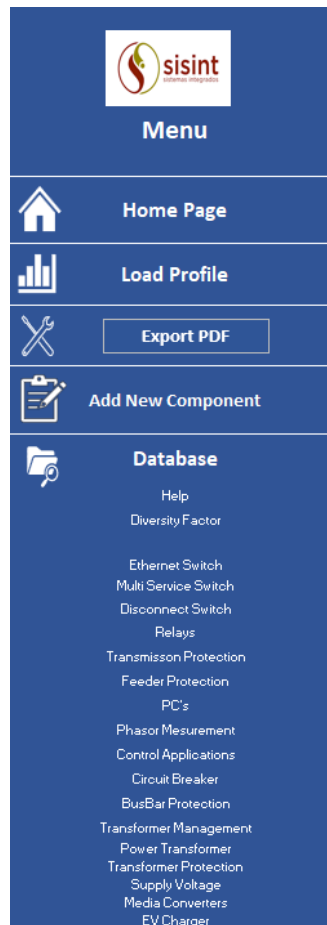 sisint
sistemas integrados
Menu
Home Page
Load Profile
Export PDF
Add New Component
Database
Help
Diversity Factor
Ethernet Switch
Multi Service Switch
Disconnect Switch
Relays
Transmisson Protection
Feeder Protection
PC's
Phasor Mesurement
Control Applications
Circuit Breaker
BusBar Protection
Transformer Management
Power Transformer
Transformer Protection
Supply Voltage
Media Converters
EV Charger